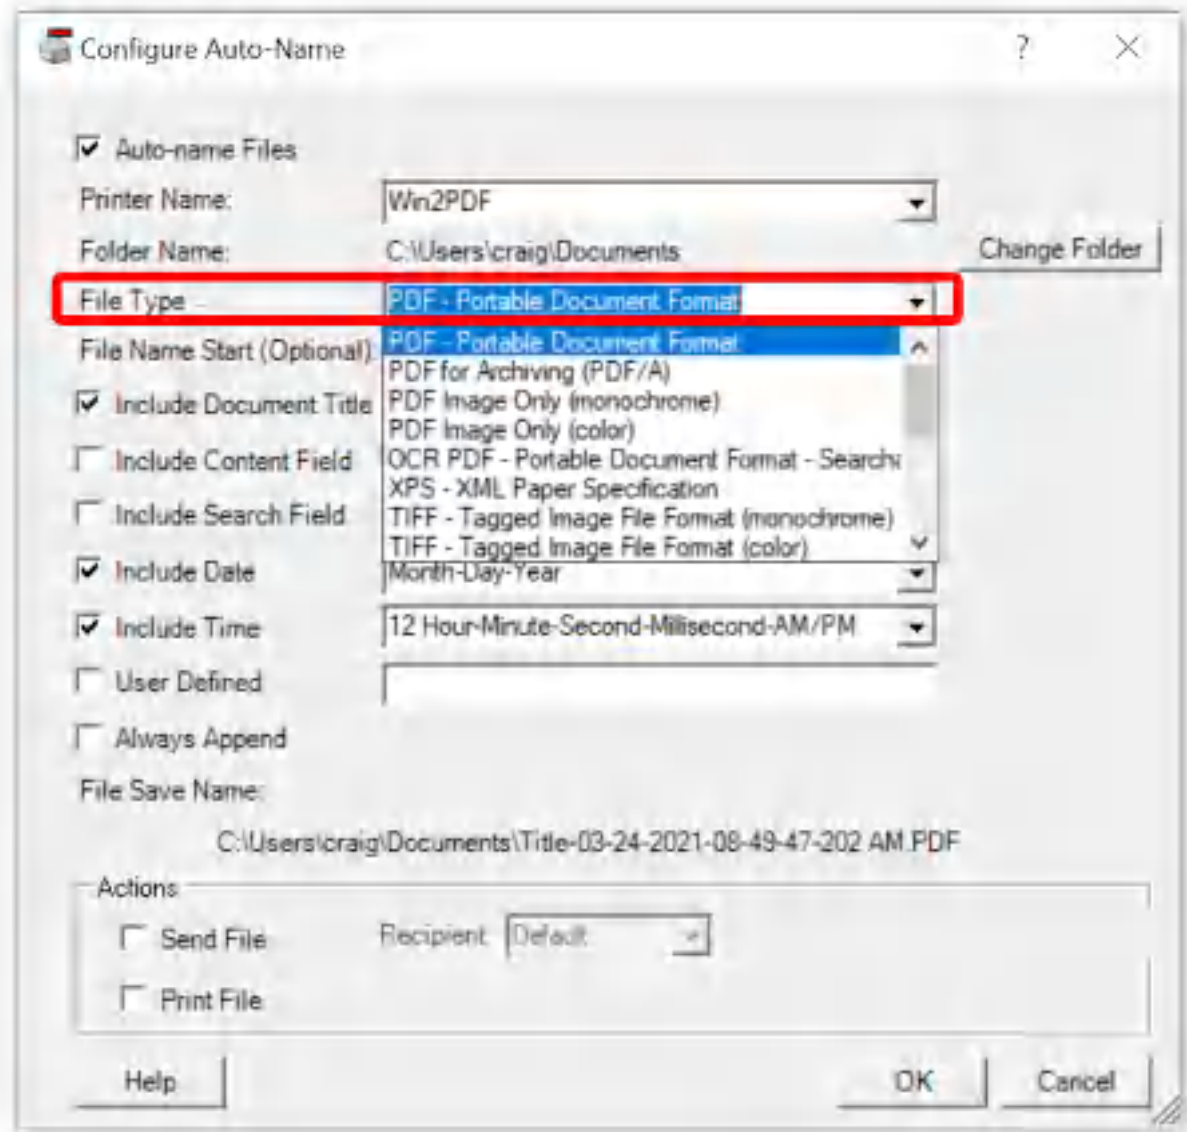 Configure Auto-Name ?
Auto-name Files
Printer Name: Win2PDF
Folder Name: C:\Users\craig\Documents Change Folder
File Type PDF - Portable Document Format
File Name Start (Optional) PDF - Portable Document Format
PDF for Archiving (PDF/A)
Include Document Title PDF Image Only (monochrome)
PDF Image Only (color)
Include Content Field OCR PDF - Portable Document Format - Searcha
XPS - XML Paper Specification
Include Search Field TIFF - Tagged Image File Format (monochrome)
TIFF - Tagged Image File Format (color)
Include Date Month-Day-Year
Include Time 12 Hour-Minute-Second-Millisecond-AM/PM
User Defined
Always Append
File Save Name:
C:\Users\craig\Documents\Title-03-24-2021-08-49-47-202 AM.PDF
Actions
Send File Recipient Default
Print File
Help OK Cancel